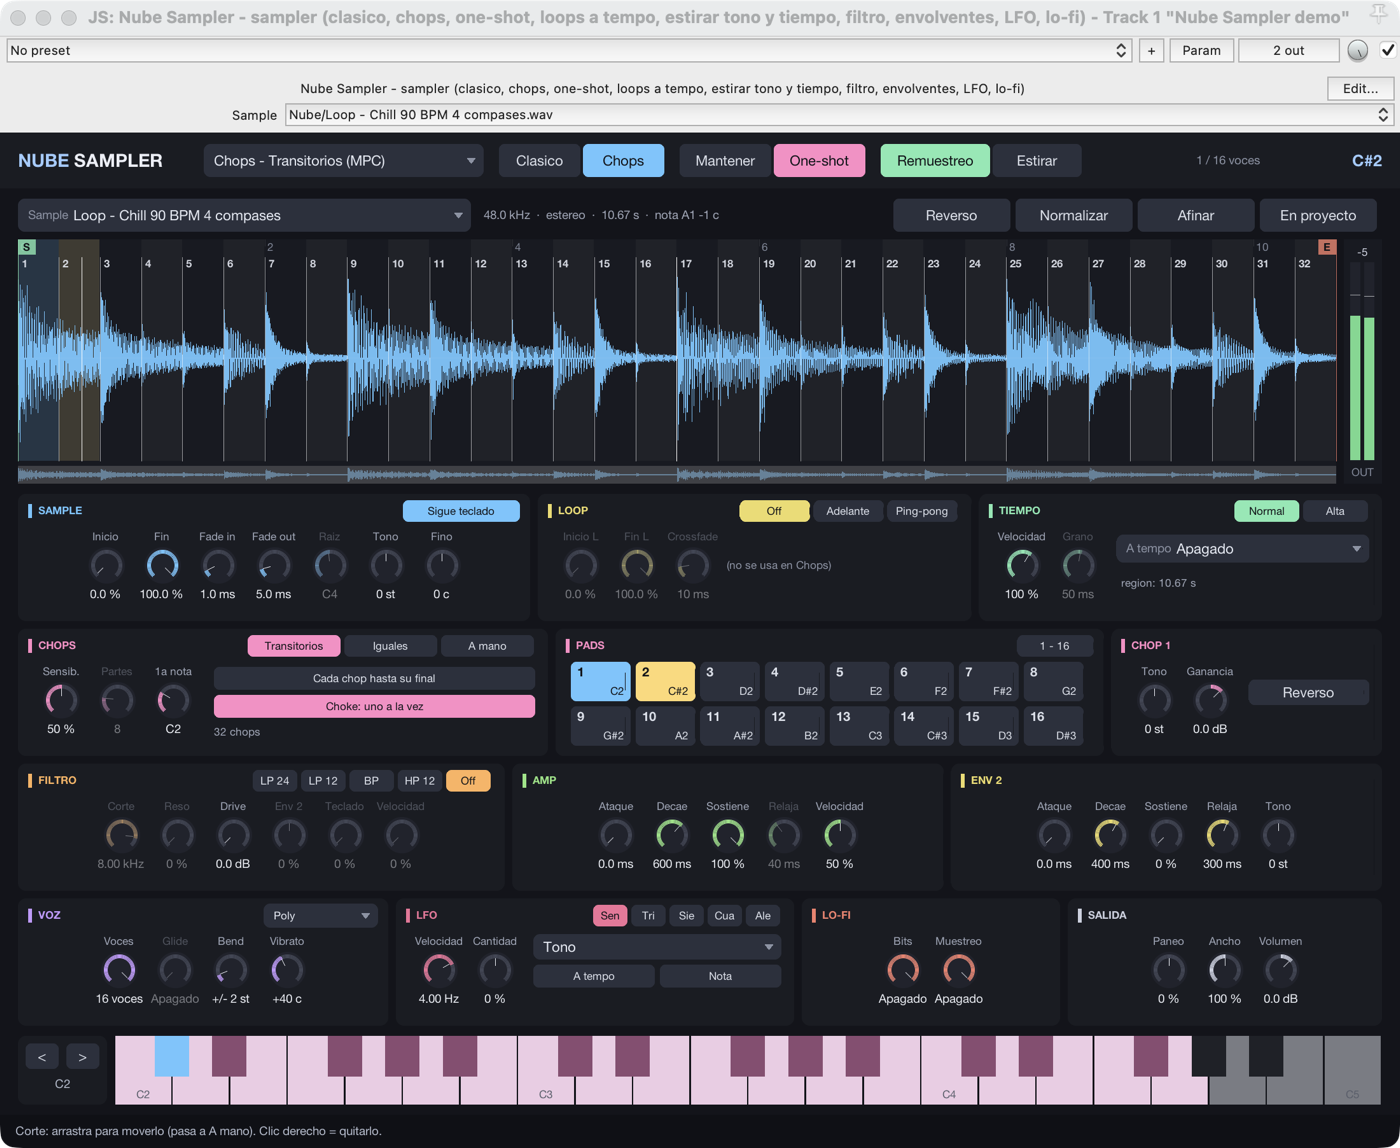 JS: Nube Sampler - sampler (clasico, chops, one-shot, loops a tempo, estirar tono y tiempo, filtro, envolventes, LFO, lo-fi) - Track 1 "Nube Sampler demo"
No preset + Param 2 out
Nube Sampler - sampler (clasico, chops, one-shot, loops a tempo, estirar tono y tiempo, filtro, envolventes, LFO, lo-fi) Edit...
Sample Nube/Loop - Chill 90 BPM 4 compases.wav
NUBE SAMPLER Chops - Transitorios (MPC) Clasico Chops Mantener One-shot Remuestreo Estirar 1 / 16 voces C#2
Sample Loop - Chill 90 BPM 4 compases 48.0 kHz · estereo · 10.67 s · nota A1 -1 c Reverso Normalizar Afinar En proyecto
S 2 4 6 8 10 E -5
1 2 3 4 5 6 7 8 9 10 11 12 13 14 15 16 17 18 19 20 21 22 23 24 25 26 27 28 29 30 31 32
OUT
SAMPLE Sigue teclado
Inicio Fin Fade in Fade out Raiz Tono Fino
0.0 % 100.0 % 1.0 ms 5.0 ms C4 0 st 0 c
LOOP Off Adelante Ping-pong
Inicio L Fin L Crossfade
(no se usa en Chops)
0.0 % 100.0 % 10 ms
TIEMPO Normal Alta
Velocidad Grano
A tempo Apagado
region: 10.67 s
100 % 50 ms
CHOPS Transitorios Iguales A mano
Sensib. Partes 1a nota
Cada chop hasta su final
Choke: uno a la vez
50 % 8 C2
32 chops
PADS 1 - 16
1 2 3 4 5 6 7 8
C2 C#2 D2 D#2 E2 F2 F#2 G2
9 10 11 12 13 14 15 16
G#2 A2 A#2 B2 C3 C#3 D3 D#3
CHOP 1
Tono Ganancia
Reverso
0 st 0.0 dB
FILTRO LP 24 LP 12 BP HP 12 Off
Corte Reso Drive Env 2 Teclado Velocidad
8.00 kHz 0 % 0.0 dB 0 % 0 % 0 %
AMP
Ataque Decae Sostiene Relaja Velocidad
0.0 ms 600 ms 100 % 40 ms 50 %
ENV 2
Ataque Decae Sostiene Relaja Tono
0.0 ms 400 ms 0 % 300 ms 0 st
VOZ Poly
Voces Glide Bend Vibrato
16 voces Apagado +/- 2 st +40 c
LFO Sen Tri Sie Cua Ale
Velocidad Cantidad
Tono
A tempo Nota
4.00 Hz 0 %
LO-FI
Bits Muestreo
Apagado Apagado
SALIDA
Paneo Ancho Volumen
0 % 100 % 0.0 dB
< >
C2
C2 C3 C4 C5
Corte: arrastra para moverlo (pasa a A mano). Clic derecho = quitarlo.